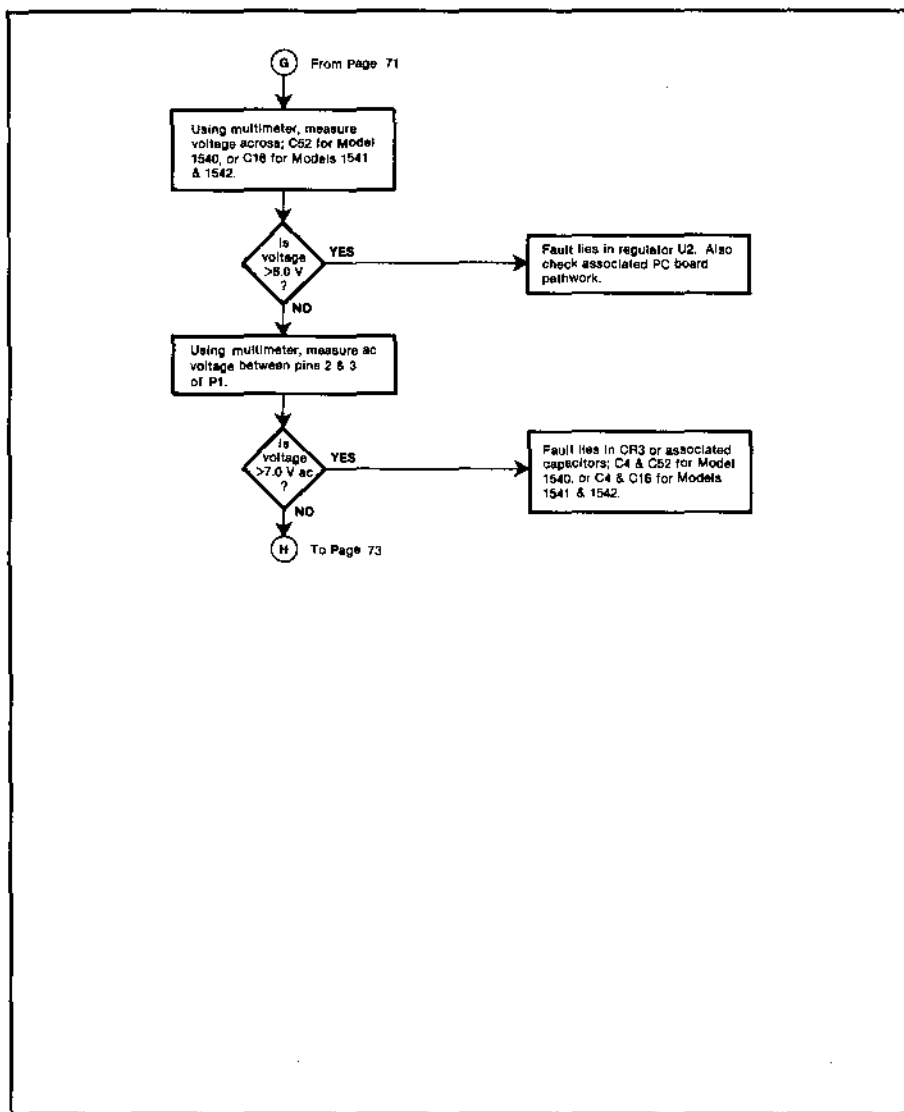 G From Page 71
Using multimeter, measure
voltage across; C52 for Model
1540, or C16 for Models 1541
& 1542.
Is
voltage
>8.0 V
?
YES
Fault lies in regulator U2. Also
check associated PC board
pathwork.
NO
Using multimeter, measure ac
voltage between pins 2 & 3
of P1.
Is
voltage
>7.0 V ac
?
YES
Fault lies in CR3 or associated
capacitors; C4 & C52 for Model
1540, or C4 & C16 for Models
1541 & 1542.
NO
H To Page 73